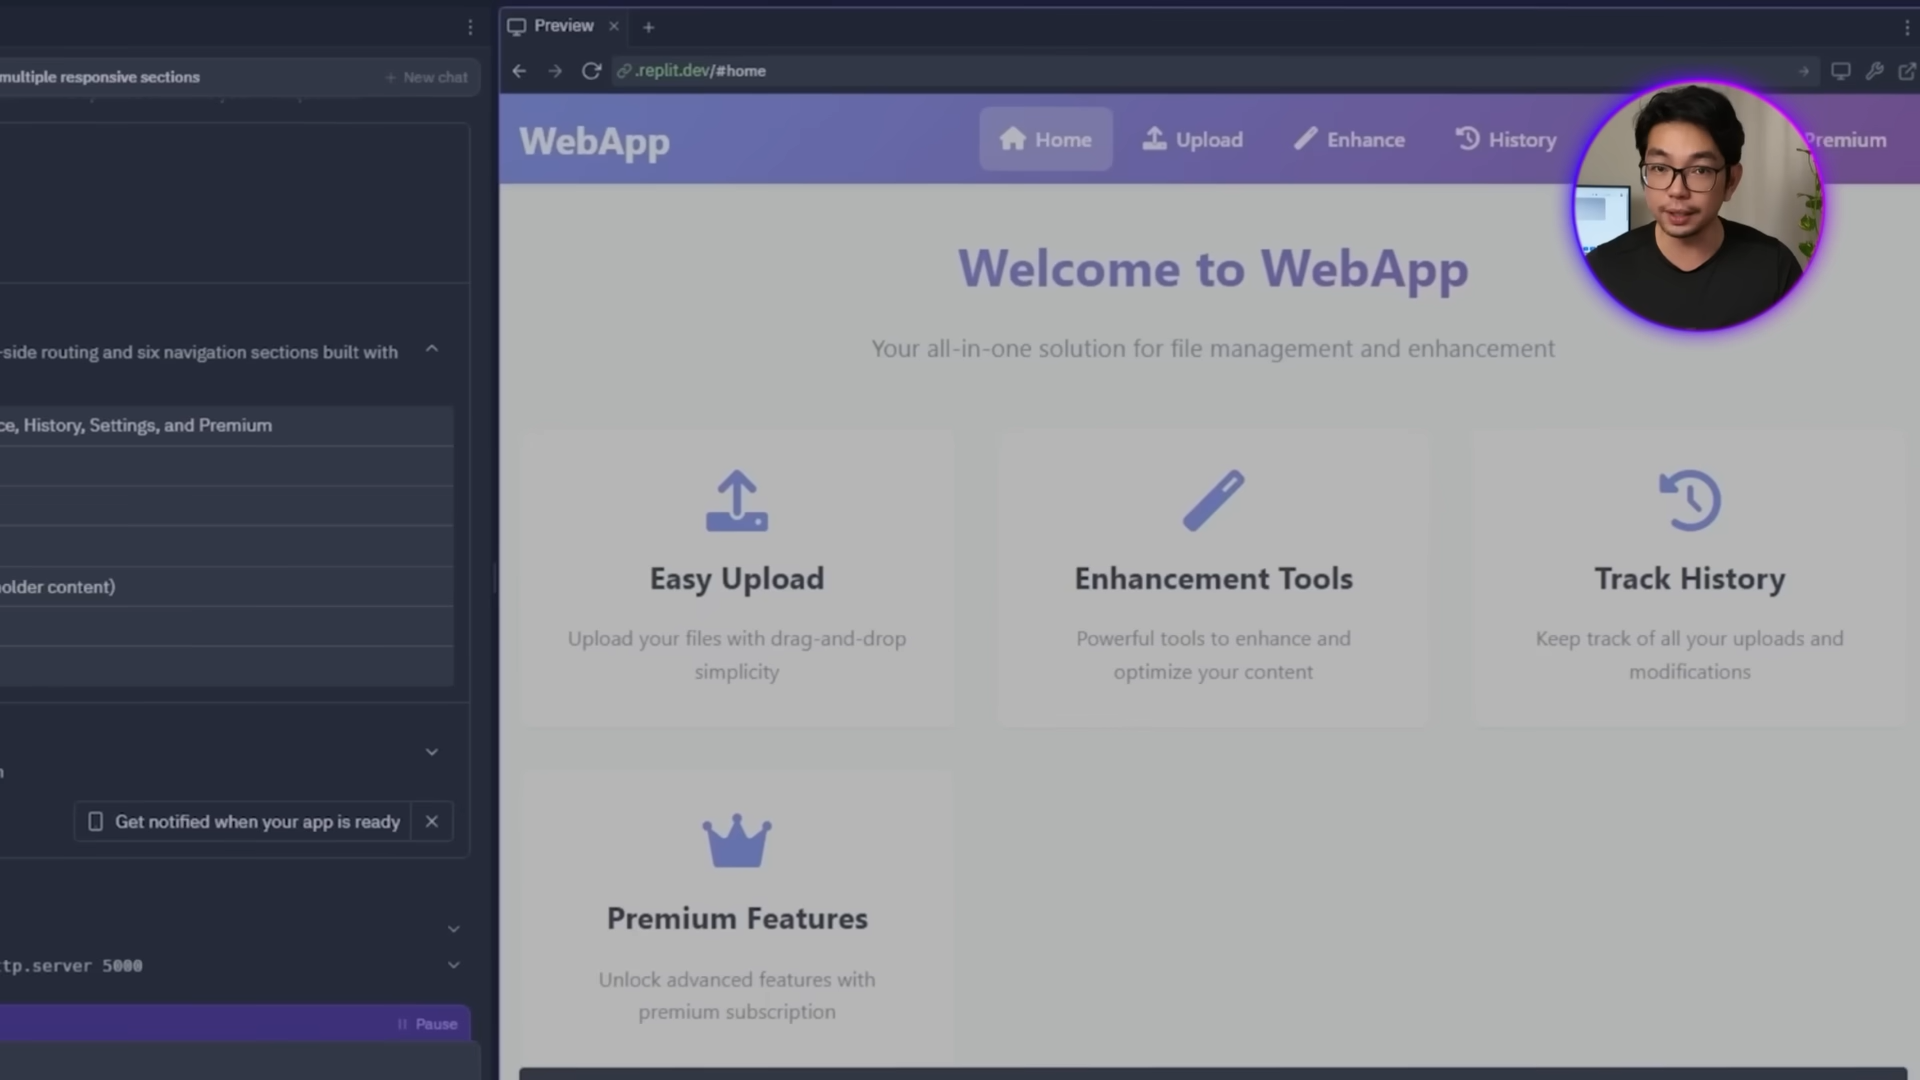 multiple responsive sections
New chat
-side routing and six navigation sections built with
ce, History, Settings, and Premium
older content)
Get notified when your app is ready
tp.server 5000
Pause
Preview
.replit.dev/#home
WebApp
Home
Upload
Enhance
History
Premium
Welcome to WebApp
Your all-in-one solution for file management and enhancement
Easy Upload
Upload your files with drag-and-drop
simplicity
Enhancement Tools
Powerful tools to enhance and
optimize your content
Track History
Keep track of all your uploads and
modifications
Premium Features
Unlock advanced features with
premium subscription